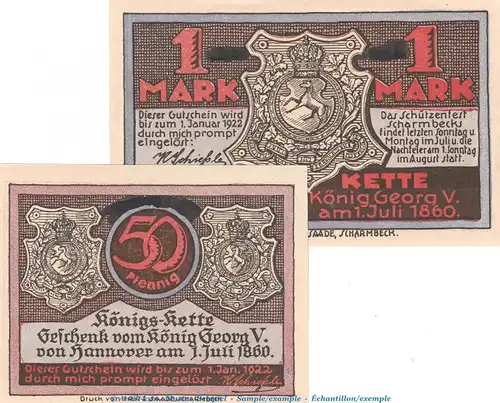 1 1
MARK MARK
Dieser Gutschein wird
bis zum 1. Januar 1922
durch mich prompt
eingelöst:
Das Schützenfest
Scharmbecks
findet letzten Sonntag u.
Montag im Juli u. die
Nachfeier am 1. Sonntag
im August statt.
KETTE
König Georg V.
am 1. Juli 1860.
SAADE, SCHARMBECK.
50
Pfennig
Königs-Kette
Geschenk vom König Georg V.
von Hannover am 1. Juli 1860.
Dieser Gutschein wird bis zum 1. Jan. 1922
durch mich prompt eingelöst
Druck von
- Sample/example - Échantillon/exemple